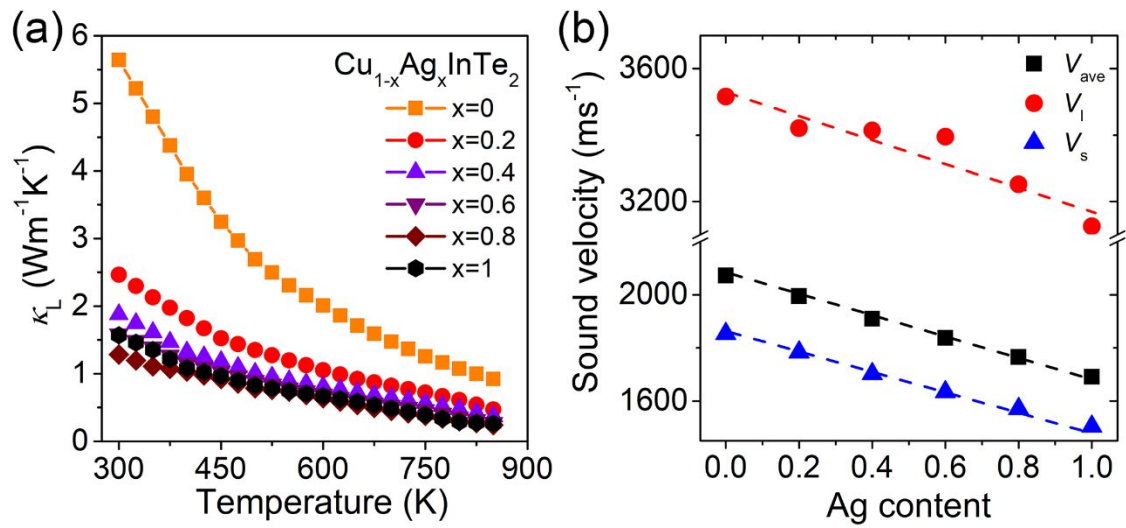 (a)
κL (Wm-1K-1)
6
5
4
3
2
1
0
Cu1-xAgxInTe2
x=0
x=0.2
x=0.4
x=0.6
x=0.8
x=1
300 450 600 750 900
Temperature (K)
(b)
Sound velocity (ms-1)
3600
3200
2000
1600
Vave
Vl
Vs
0.0 0.2 0.4 0.6 0.8 1.0
Ag content